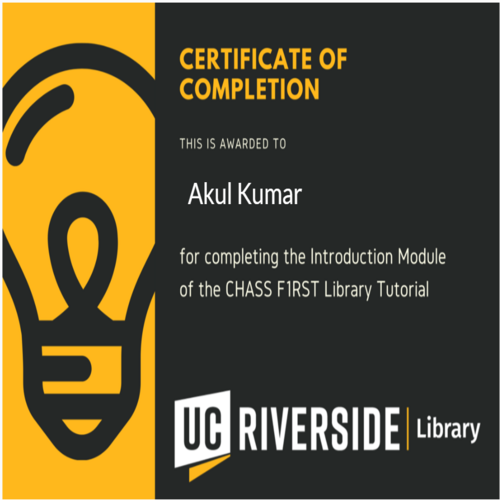 CERTIFICATE OF
COMPLETION
THIS IS AWARDED TO
Akul Kumar
for completing the Introduction Module
of the CHASS F1RST Library Tutorial
UC RIVERSIDE Library